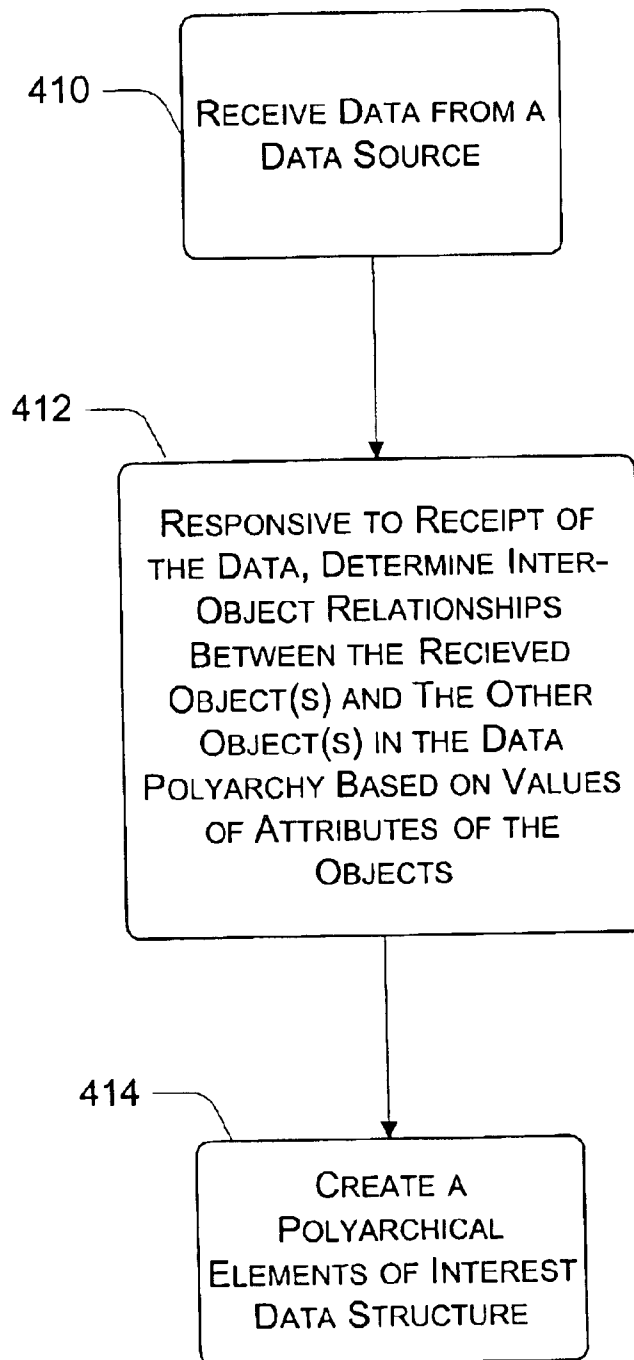 410
RECEIVE DATA FROM A
DATA SOURCE
412
RESPONSIVE TO RECEIPT OF
THE DATA, DETERMINE INTER-
OBJECT RELATIONSHIPS
BETWEEN THE RECIEVED
OBJECT(S) AND THE OTHER
OBJECT(S) IN THE DATA
POLYARCHY BASED ON VALUES
OF ATTRIBUTES OF THE
OBJECTS
414
CREATE A
POLYARCHICAL
ELEMENTS OF INTEREST
DATA STRUCTURE